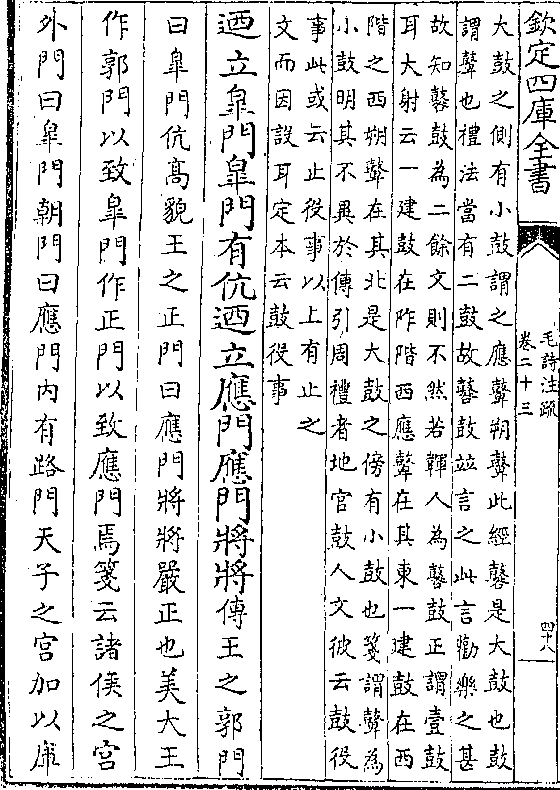 欽定四庫全書
毛詩注疏
卷二十三
四十八
大鼓之側有小鼓謂之應鼙朔鼙此經鼛是大鼓也鼓
謂鼙也禮法當有二鼓故鼛鼓並言之此言勸樂之甚
故知鼛鼓為二餘文則不然若韗人為鼛鼓正謂壹鼓
耳大射云一建鼓在阼階西應鼙在其東一建鼓在西
階之西朔鼙在其北是大鼓之傍有小鼓也箋謂鼙為
小鼓明其不異於傳引周禮者地官鼓人文彼云鼓役
事此或云止役事以上有止之
文而因設耳定本云鼓役事
迺立臯門臯門有伉迺立應門應門將將傳王之郭門
曰臯門伉高貌王之正門曰應門將將嚴正也美大王
作郭門以致臯門作正門以致應門焉箋云諸侯之宮
外門曰臯門朝門曰應門內有路門天子之宮加以庫